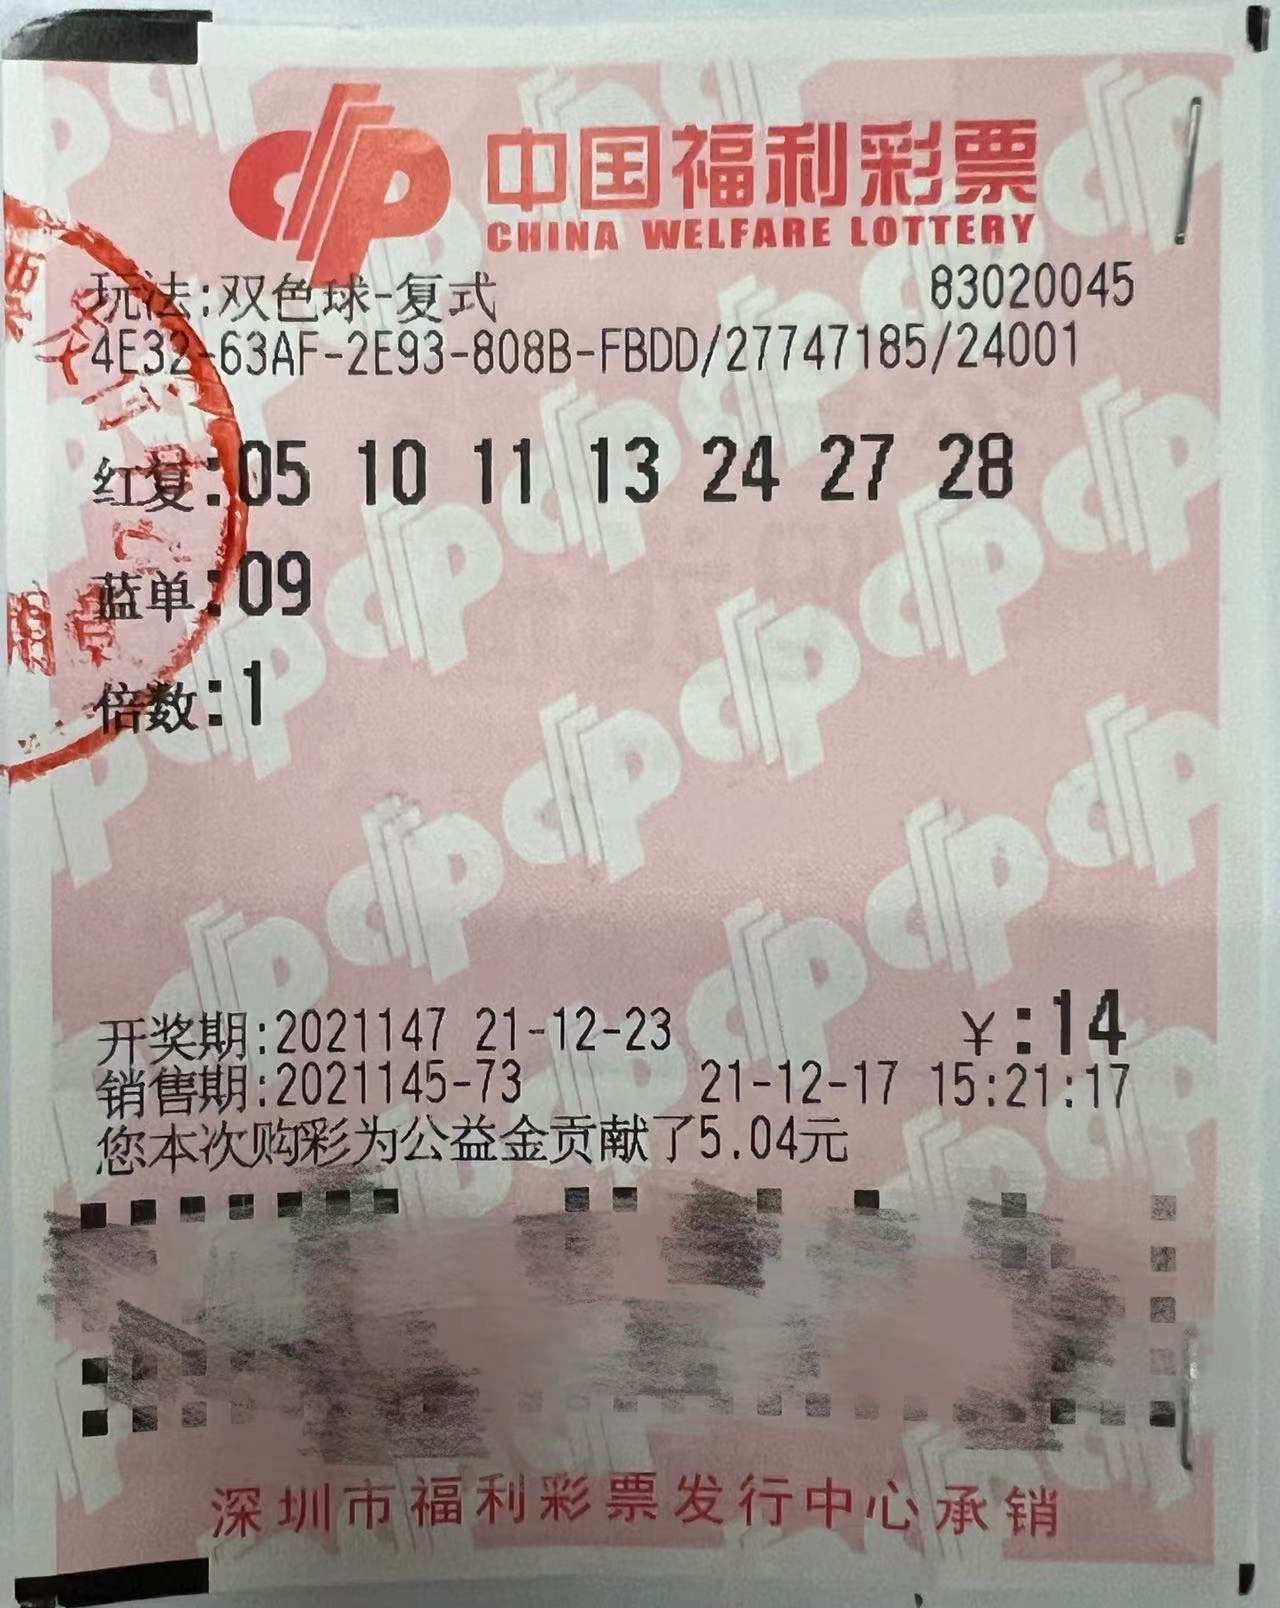 中国福利彩票
CHINA WELFARE LOTTERY
玩法:双色球-复式 83020045
4E32-63AF-2E93-808B-FBDD/27747185/24001
红复:05 10 11 13 24 27 28
蓝单:09
倍数:1
开奖期:2021147 21-12-23 ¥:14
销售期:2021145-73 21-12-17 15:21:17
您本次购彩为公益金贡献了5.04元
深圳市福利彩票发行中心承销